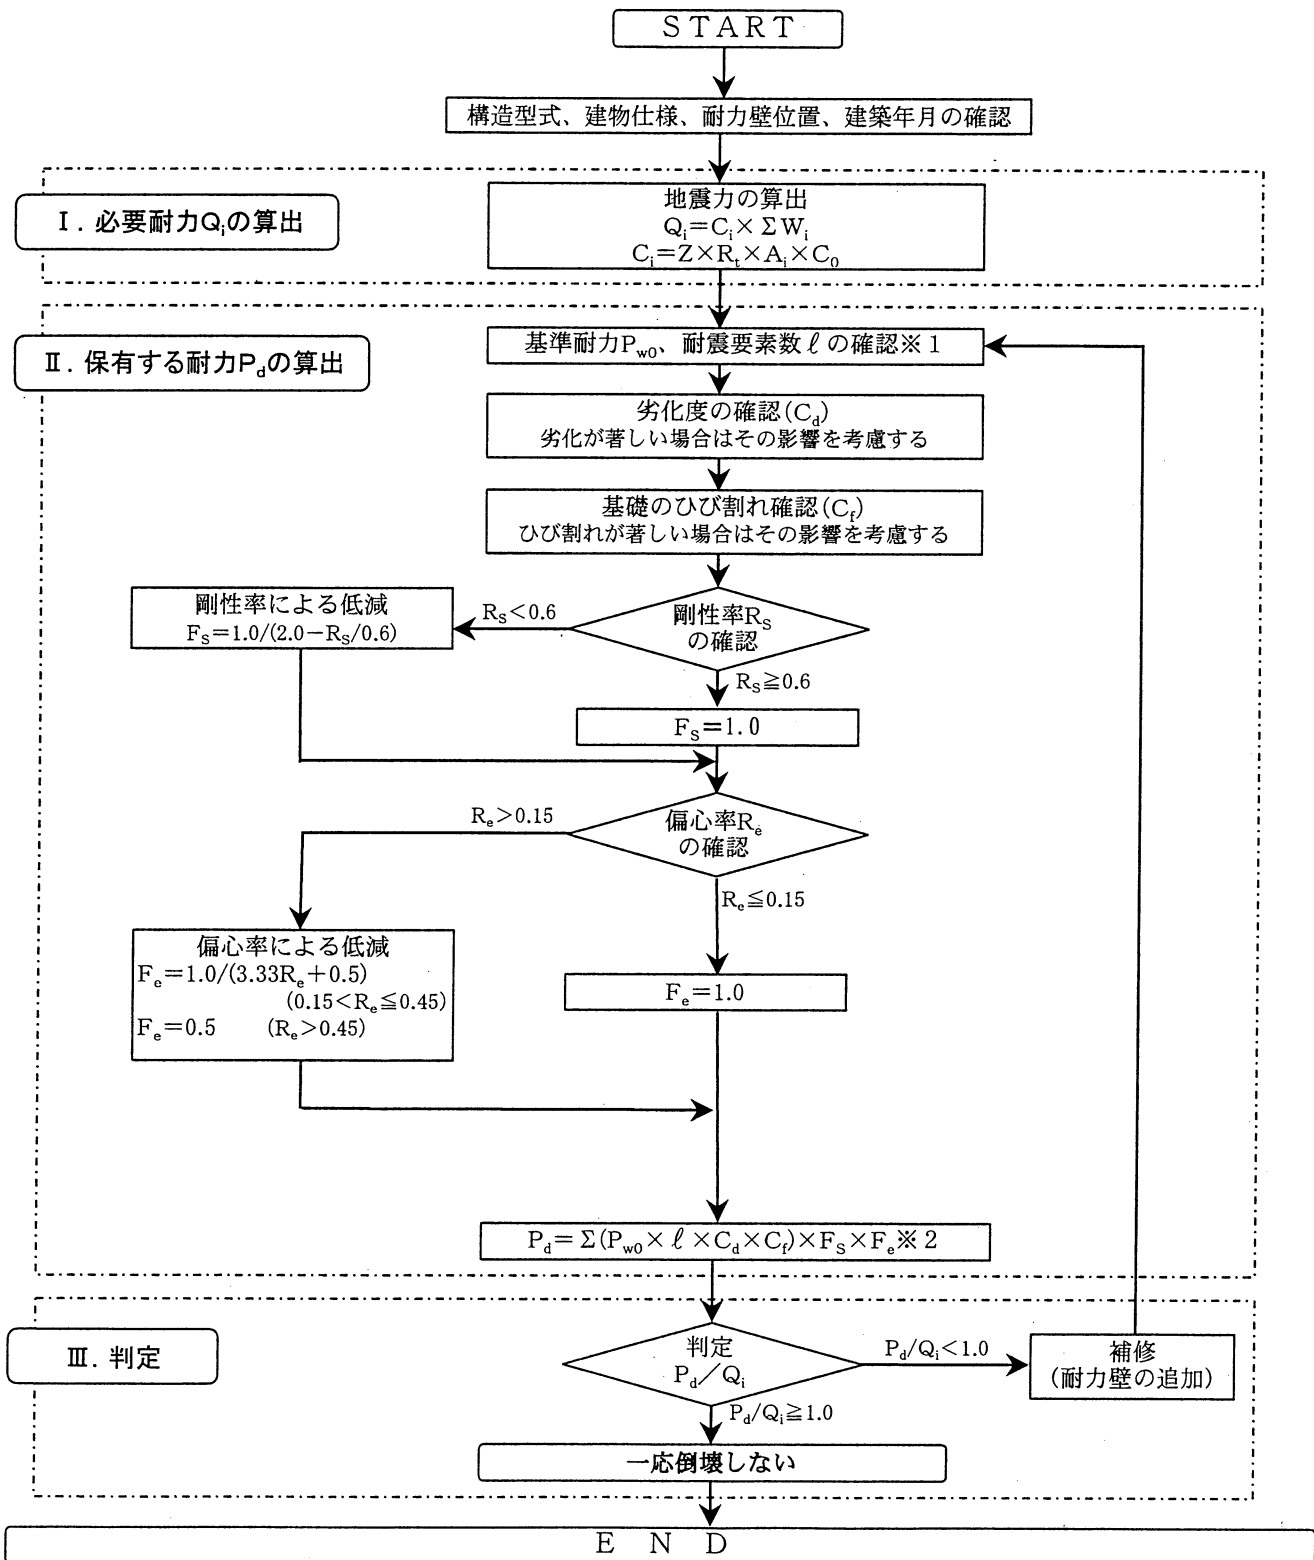 START
構造型式、建物仕様、耐力壁位置、建築年月の確認
Ⅰ. 必要耐力Qiの算出
地震力の算出
Qi=Ci×ΣWi
Ci=Z×Rt×Ai×C0
Ⅱ. 保有する耐力Pdの算出
基準耐力Pw0、耐震要素数ℓの確認※1
劣化度の確認(Cd)
劣化が著しい場合はその影響を考慮する
基礎のひび割れ確認(Cf)
ひび割れが著しい場合はその影響を考慮する
剛性率による低減
FS=1.0/(2.0−RS/0.6)
RS<0.6
剛性率RS
の確認
RS≧0.6
FS=1.0
Re>0.15
偏心率Re
の確認
Re≦0.15
偏心率による低減
Fe=1.0/(3.33Re+0.5)
(0.15<Re≦0.45)
Fe=0.5 (Re>0.45)
Fe=1.0
Pd=Σ(Pw0×ℓ×Cd×Cf)×FS×Fe※2
Ⅲ. 判定
判定
Pd/Qi
Pd/Qi<1.0
補修
(耐力壁の追加)
Pd/Qi≧1.0
一応倒壊しない
END